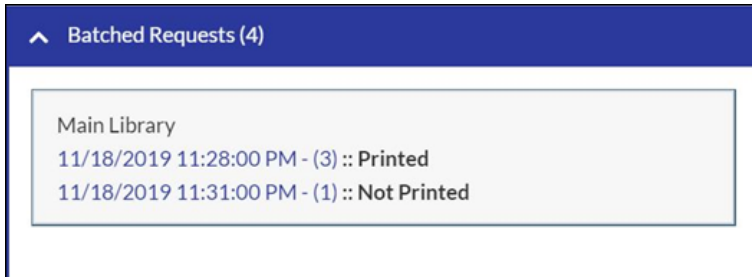 Batched Requests (4)
Main Library
11/18/2019 11:28:00 PM - (3) :: Printed
11/18/2019 11:31:00 PM - (1) :: Not Printed